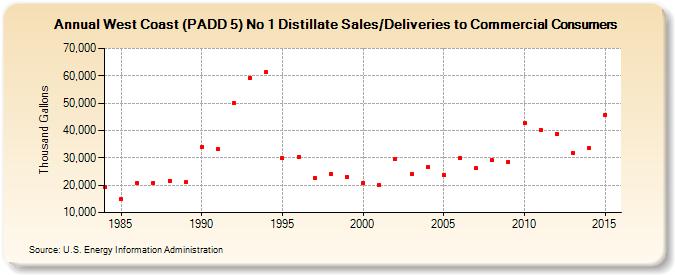 Annual West Coast (PADD 5) No 1 Distillate Sales/Deliveries to Commercial Consumers
Thousand Gallons
70,000
60,000
50,000
40,000
30,000
20,000
10,000
1985 1990 1995 2000 2005 2010 2015
Source: U.S. Energy Information Administration